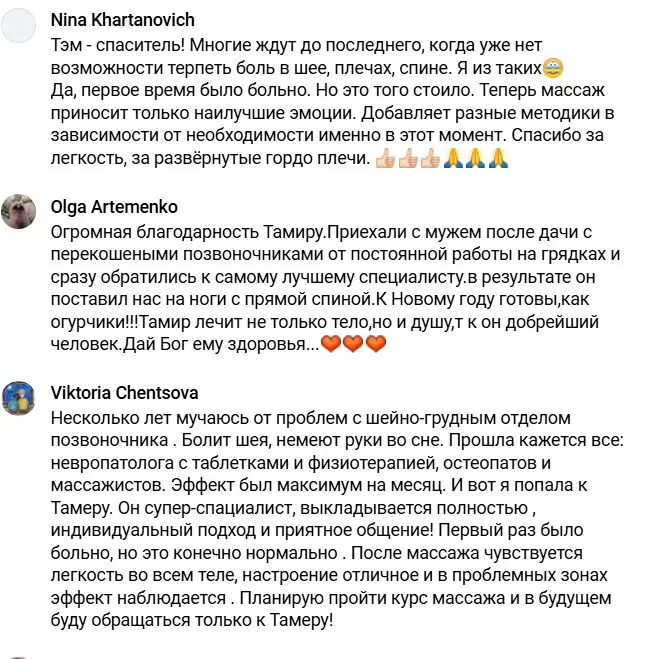 Nina Khartanovich
Тэм - спаситель! Многие ждут до последнего, когда уже нет
возможности терпеть боль в шее, плечах, спине. Я из таких😳
Да, первое время было больно. Но это того стоило. Теперь массаж
приносит только наилучшие эмоции. Добавляет разные методики в
зависимости от необходимости именно в этот момент. Спасибо за
легкость, за развёрнутые гордо плечи. 👍🏻👍🏻👍🏻🙏🙏🙏
Olga Artemenko
Огромная благодарность Тамиру.Приехали с мужем после дачи с
перекошеными позвоночниками от постоянной работы на грядках и
сразу обратились к самому лучшему специалисту.в результате он
поставил нас на ноги с прямой спиной.К Новому году готовы,как
огурчики!!!Тамир лечит не только тело,но и душу,т к он добрейший
человек.Дай Бог ему здоровья...❤❤❤
Viktoria Chentsova
Несколько лет мучаюсь от проблем с шейно-грудным отделом
позвоночника . Болит шея, немеют руки во сне. Прошла кажется все:
невропатолога с таблетками и физиотерапией, остеопатов и
массажистов. Эффект был максимум на месяц. И вот я попала к
Тамеру. Он супер-спациалист, выкладывается полностью ,
индивидуальный подход и приятное общение! Первый раз было
больно, но это конечно нормально . После массажа чувствуется
легкость во всем теле, настроение отличное и в проблемных зонах
эффект наблюдается . Планирую пройти курс массажа и в будущем
буду обращаться только к Тамеру!